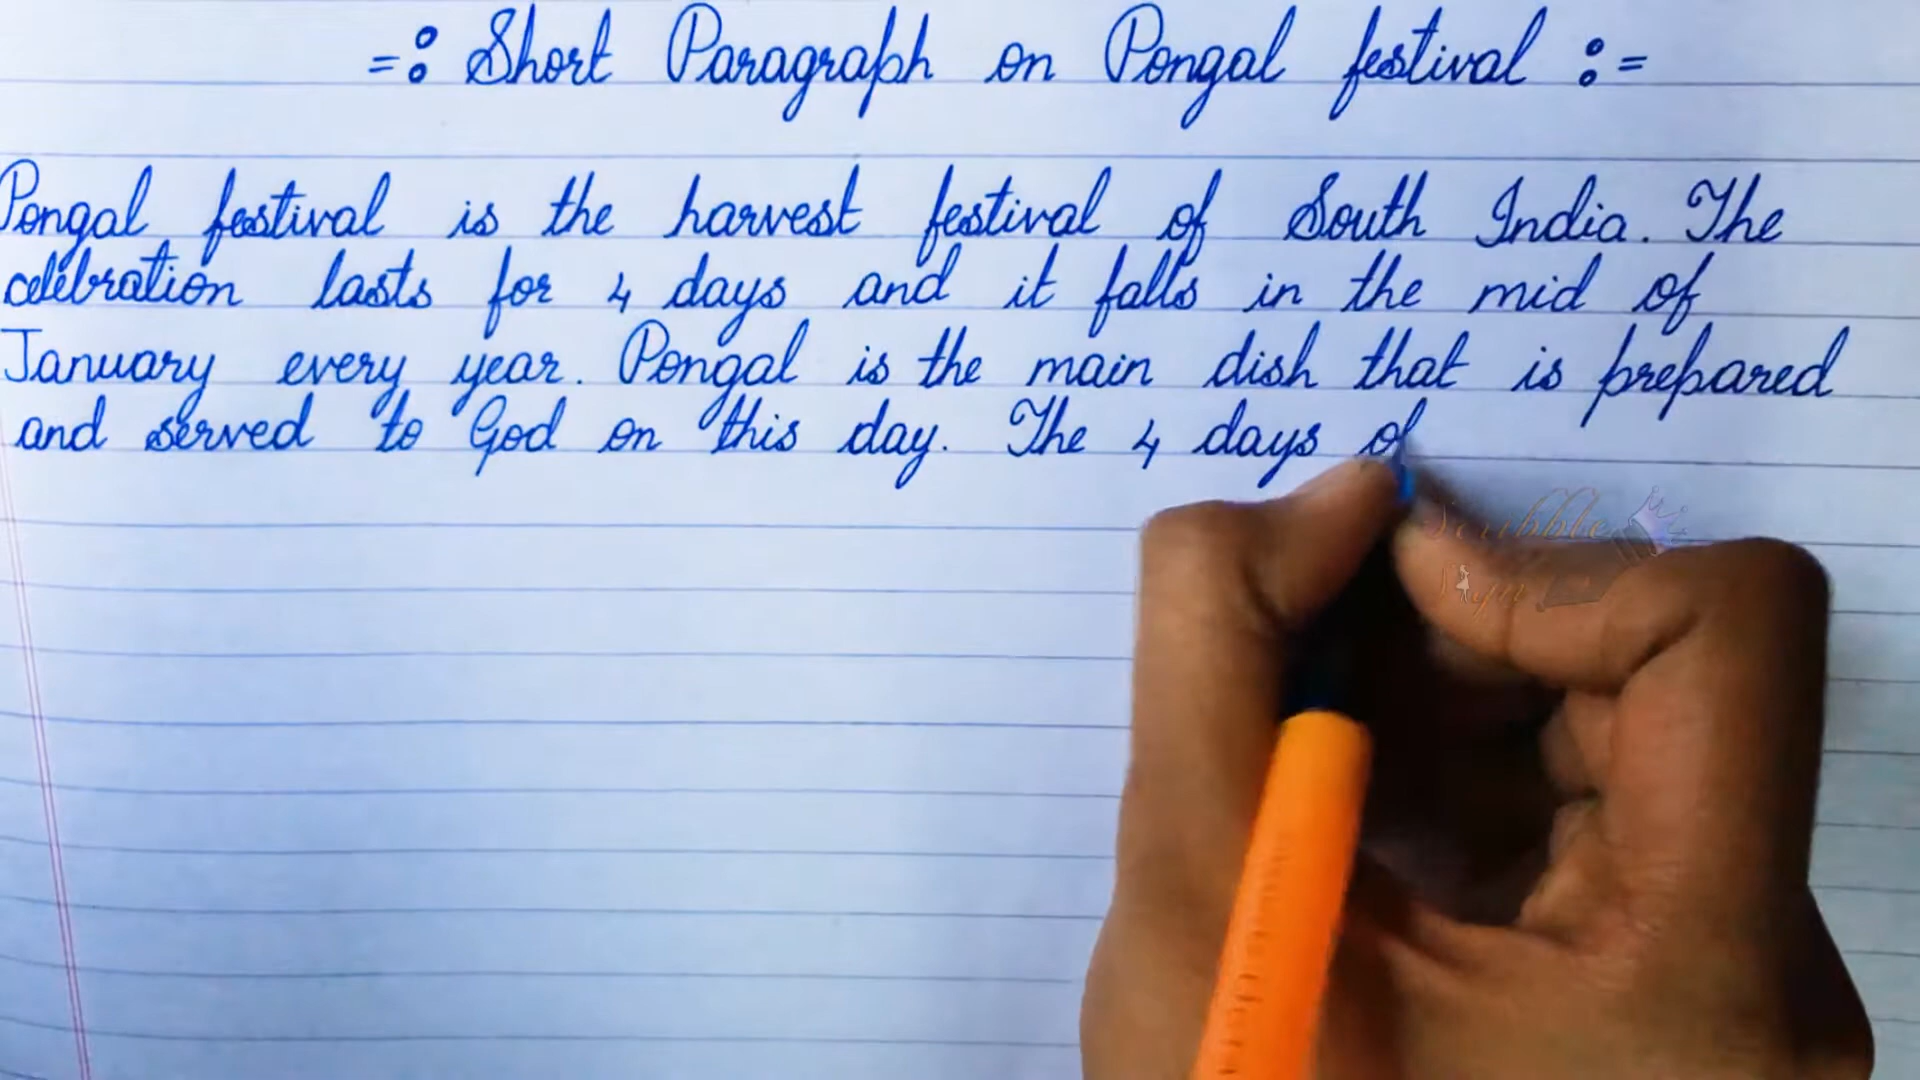 =: Short Paragraph on Pongal festival :=
Pongal festival is the harvest festival of South India. The
celebration lasts for 4 days and it falls in the mid of
January every year. Pongal is the main dish that is prepared
and served to God on this day. The 4 days of
Scribble